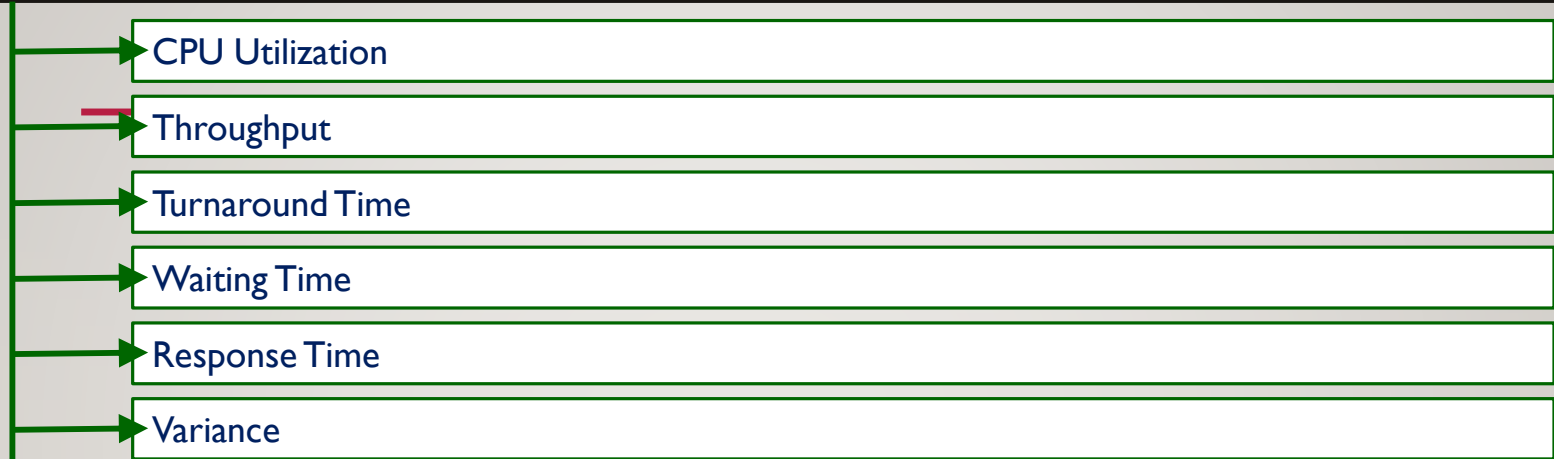 CPU Utilization
Throughput
Turnaround Time
Waiting Time
Response Time
Variance